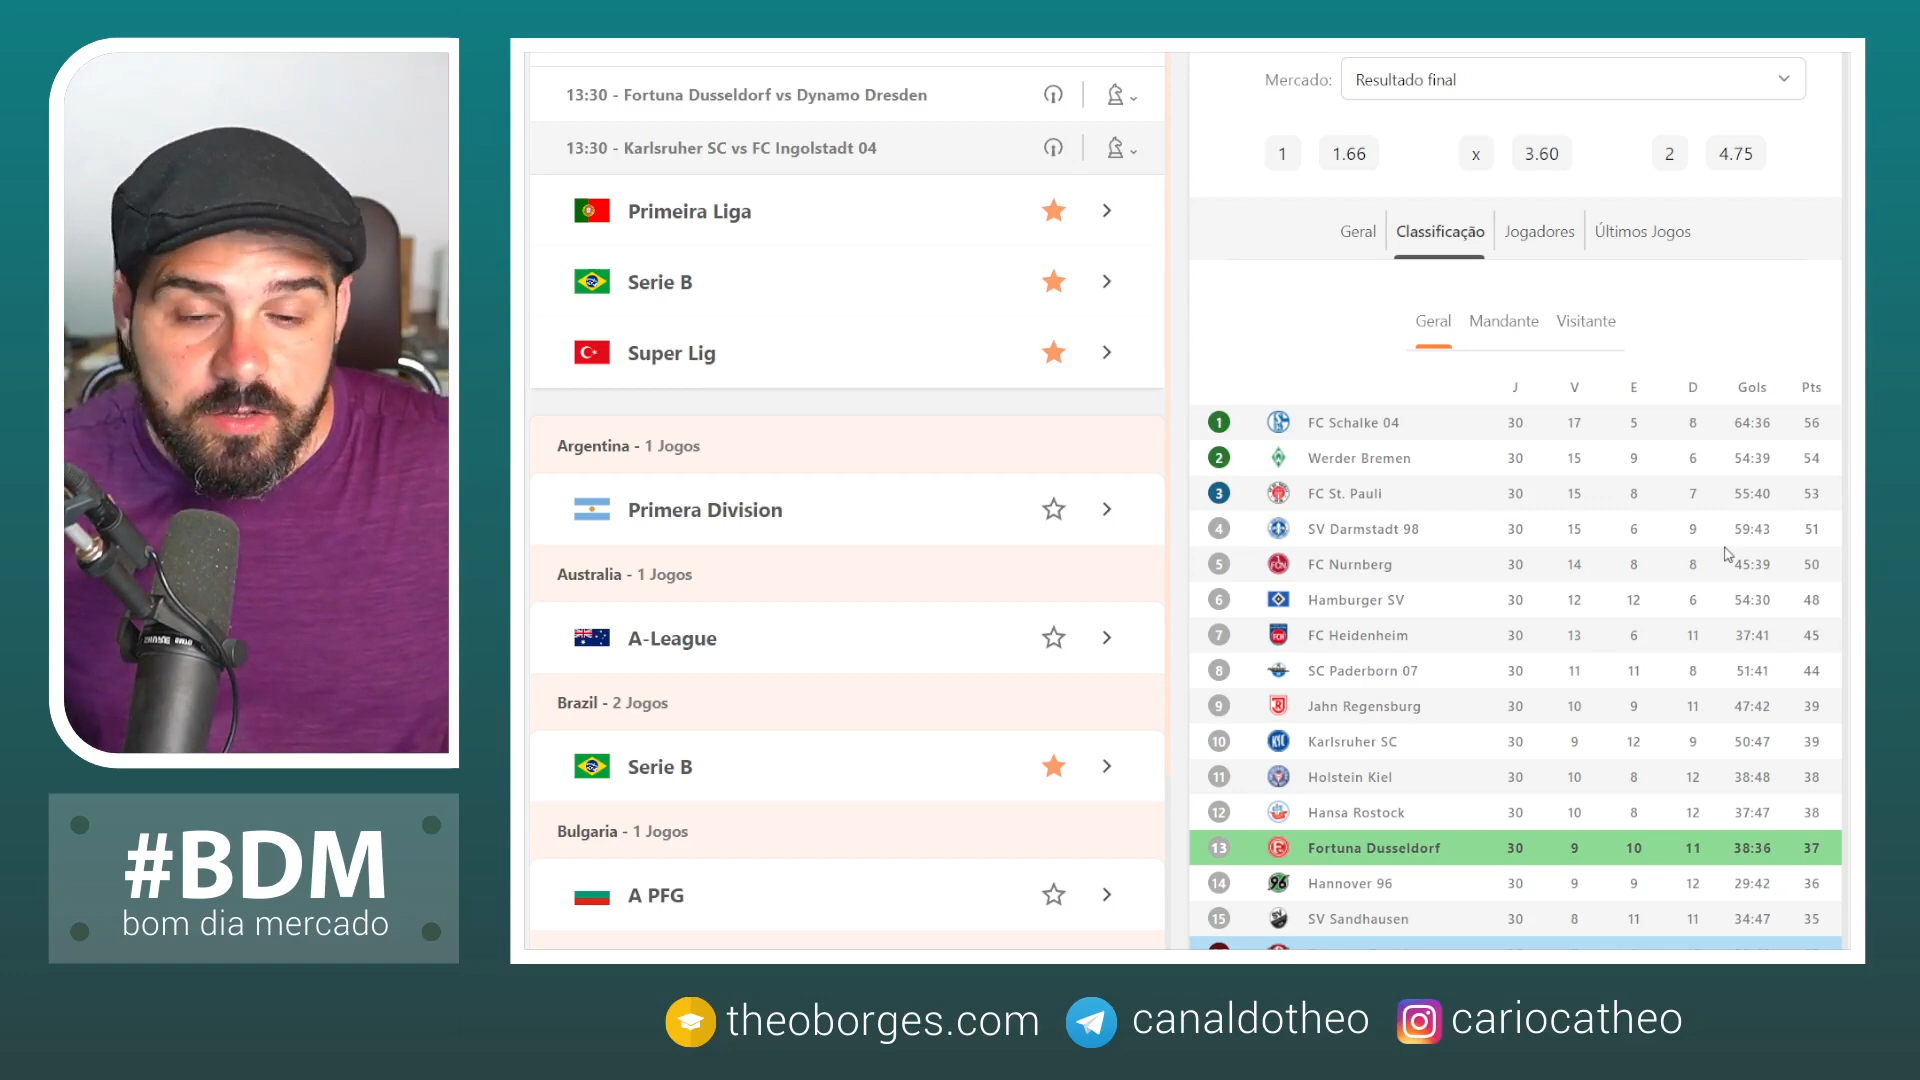 13:30 - Fortuna Dusseldorf vs Dynamo Dresden
13:30 - Karlsruher SC vs FC Ingolstadt 04
Primeira Liga
Serie B
Super Lig
Argentina - 1 Jogos
Primera Division
Australia - 1 Jogos
A-League
Brazil - 2 Jogos
Serie B
Bulgaria - 1 Jogos
A PFG
Mercado: Resultado final
1 1.66 x 3.60 2 4.75
Geral Classificação Jogadores Últimos Jogos
Geral Mandante Visitante
J V E D Gols Pts
1 FC Schalke 04 30 17 5 8 64:36 56
2 Werder Bremen 30 15 9 6 54:39 54
3 FC St. Pauli 30 15 8 7 55:40 53
4 SV Darmstadt 98 30 15 6 9 59:43 51
5 FC Nurnberg 30 14 8 8 45:39 50
6 Hamburger SV 30 12 12 6 54:30 48
7 FC Heidenheim 30 13 6 11 37:41 45
8 SC Paderborn 07 30 11 11 8 51:41 44
9 Jahn Regensburg 30 10 9 11 47:42 39
10 Karlsruher SC 30 9 12 9 50:47 39
11 Holstein Kiel 30 10 8 12 38:48 38
12 Hansa Rostock 30 10 8 12 37:47 38
13 Fortuna Dusseldorf 30 9 10 11 38:36 37
14 Hannover 96 30 9 9 12 29:42 36
15 SV Sandhausen 30 8 11 11 34:47 35
#BDM
bom dia mercado
theoborges.com canaldotheo cariocatheo